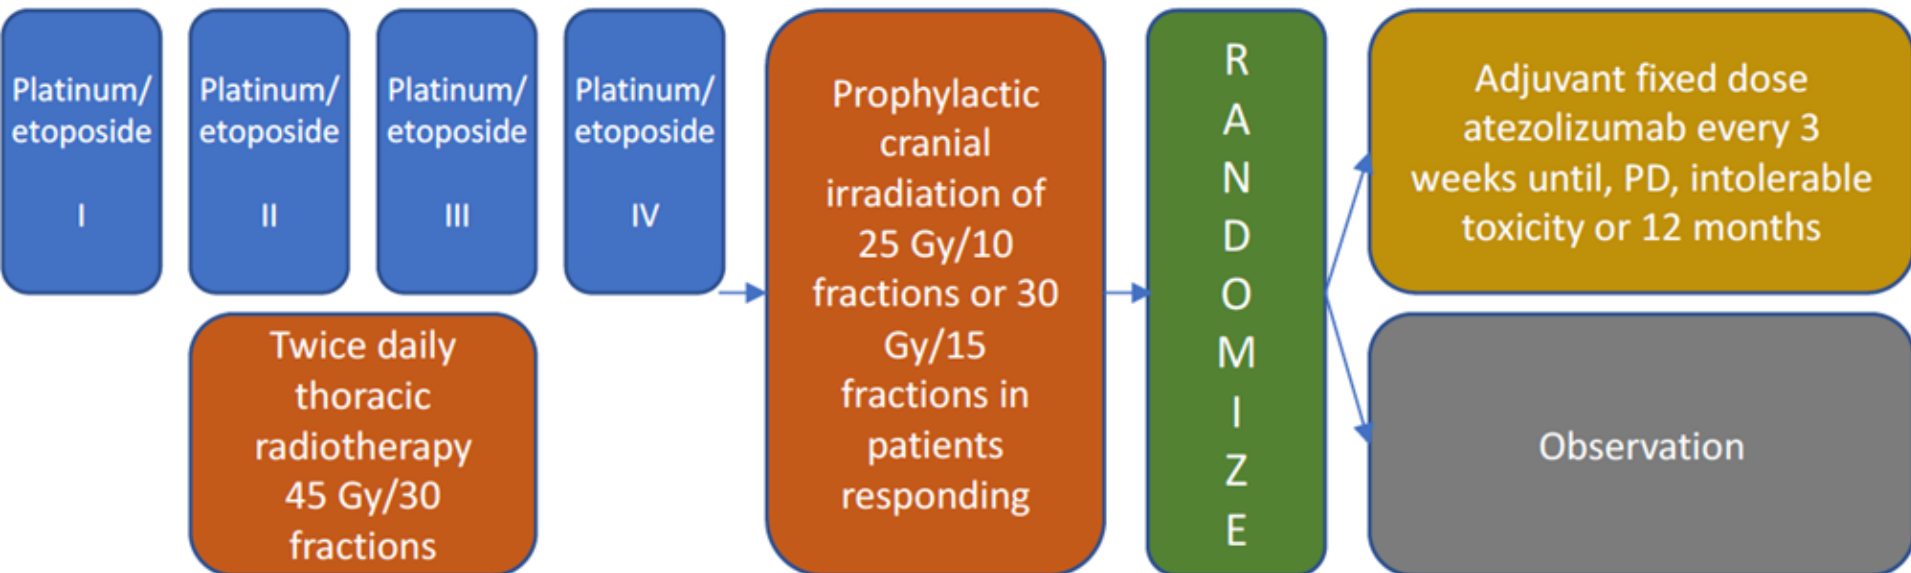 Platinum/
etoposide
I
Platinum/
etoposide
II
Platinum/
etoposide
III
Platinum/
etoposide
IV
Twice daily
thoracic
radiotherapy
45 Gy/30
fractions
Prophylactic
cranial
irradiation of
25 Gy/10
fractions or 30
Gy/15
fractions in
patients
responding
R
A
N
D
O
M
I
Z
E
Adjuvant fixed dose
atezolizumab every 3
weeks until, PD, intolerable
toxicity or 12 months
Observation